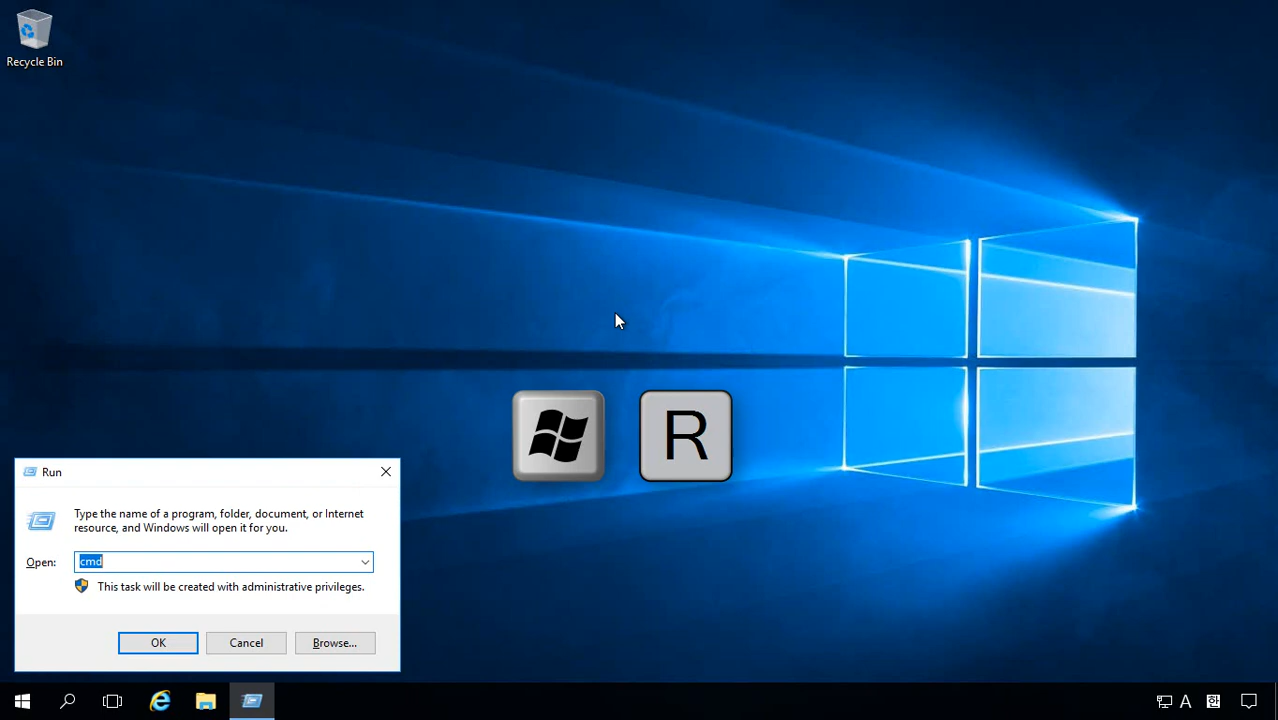 Recycle Bin
R
Run
Type the name of a program, folder, document, or Internet
resource, and Windows will open it for you.
Open:
cmd
This task will be created with administrative privileges.
OK
Cancel
Browse...
A
한